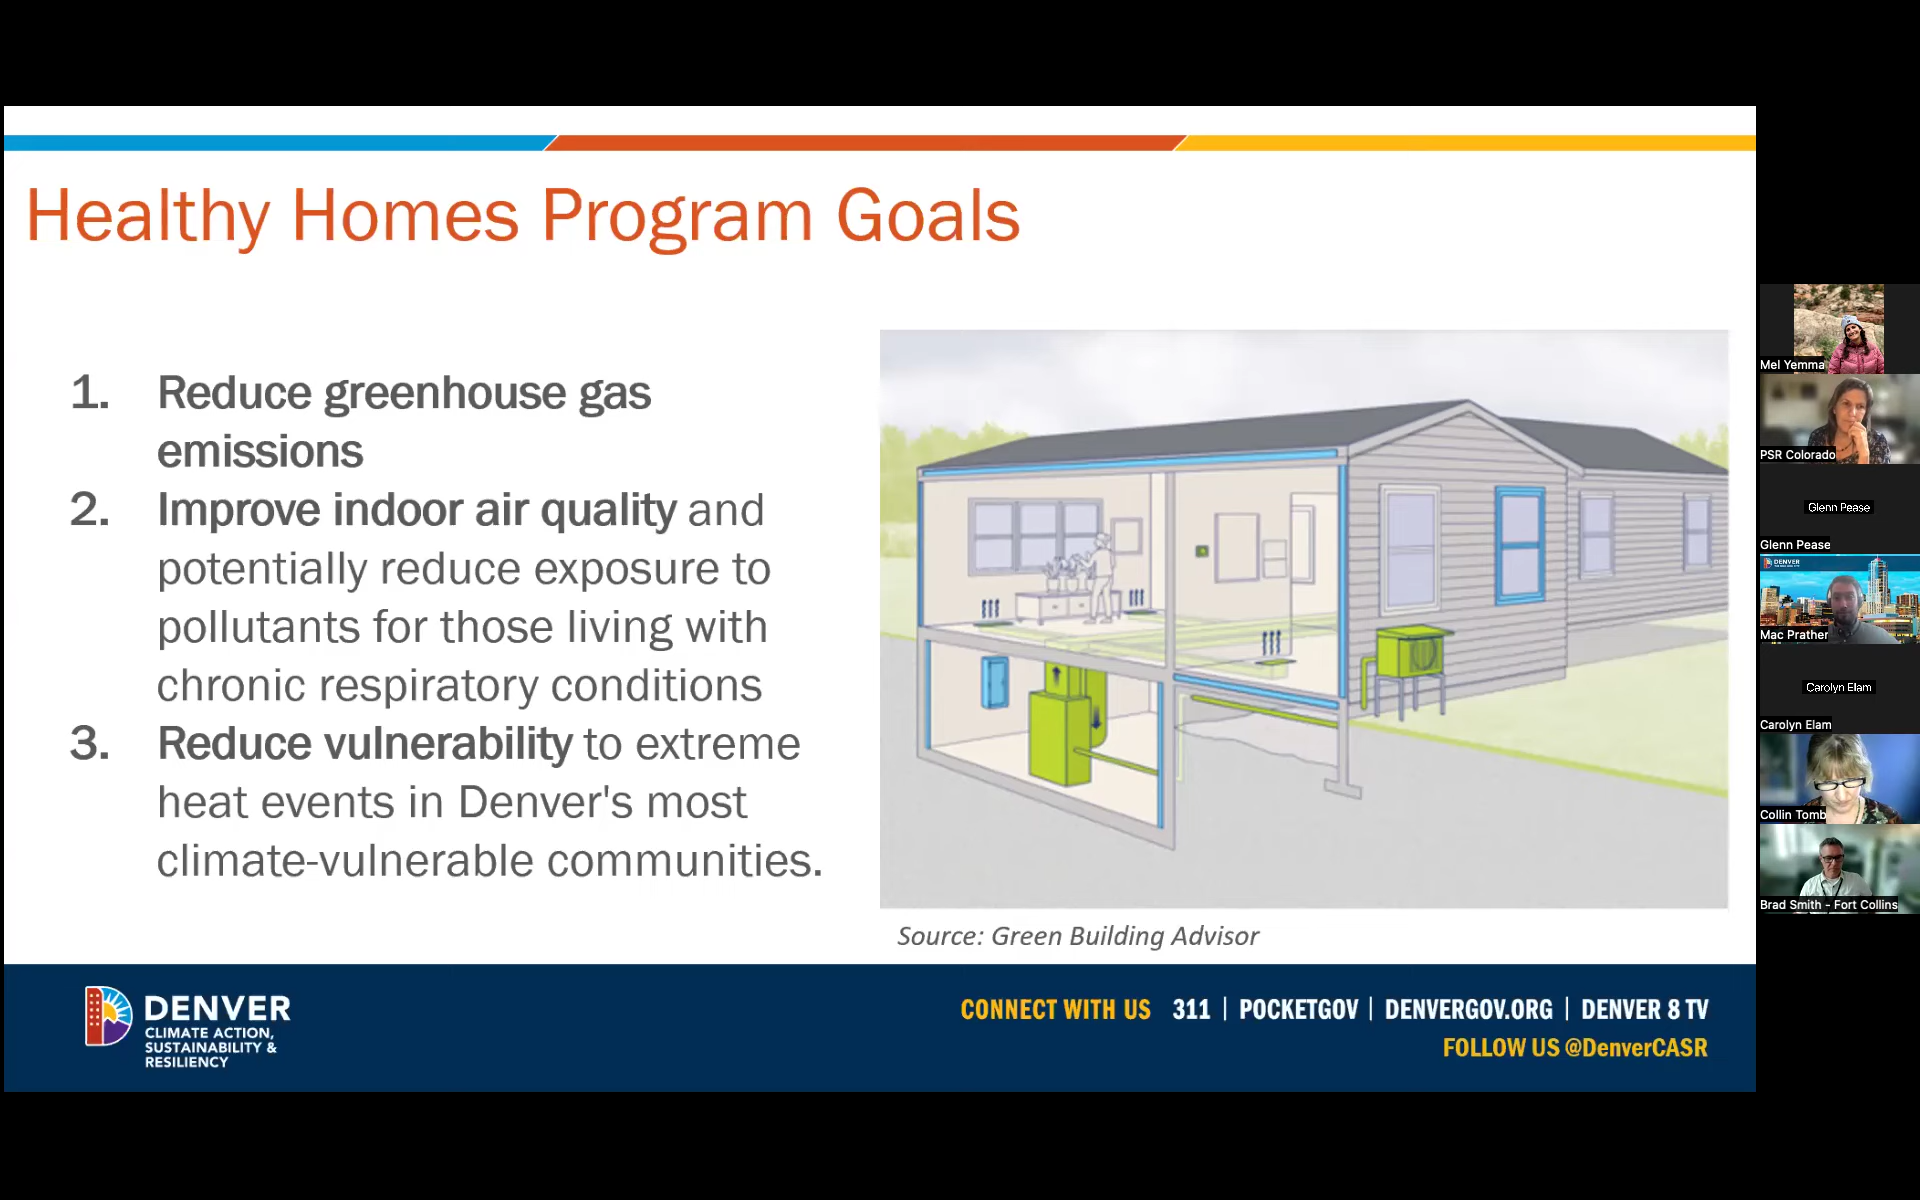 Healthy Homes Program Goals
1. Reduce greenhouse gas
emissions
2. Improve indoor air quality and
potentially reduce exposure to
pollutants for those living with
chronic respiratory conditions
3. Reduce vulnerability to extreme
heat events in Denver's most
climate-vulnerable communities.
Source: Green Building Advisor
DENVER
CLIMATE ACTION,
SUSTAINABILITY &
RESILIENCY
CONNECT WITH US 311 | POCKETGOV | DENVERGOV.ORG | DENVER 8 TV
FOLLOW US @DenverCASR
Mel Yemma
PSR Colorado
Glenn Pease
Glenn Pease
DENVER
Mac Prather
Carolyn Elam
Carolyn Elam
Collin Tomb
Brad Smith - Fort Collins